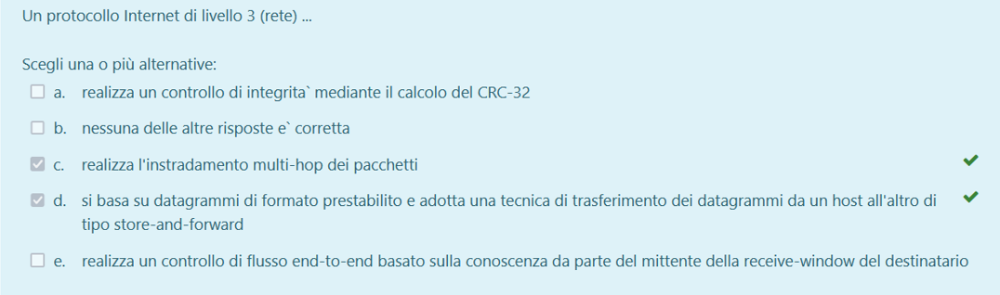 Un protocollo Internet di livello 3 (rete) ...
Scegli una o più alternative:
a. realizza un controllo di integrita` mediante il calcolo del CRC-32
b. nessuna delle altre risposte e` corretta
c. realizza l'instradamento multi-hop dei pacchetti
d. si basa su datagrammi di formato prestabilito e adotta una tecnica di trasferimento dei datagrammi da un host all'altro di
tipo store-and-forward
e. realizza un controllo di flusso end-to-end basato sulla conoscenza da parte del mittente della receive-window del destinatario